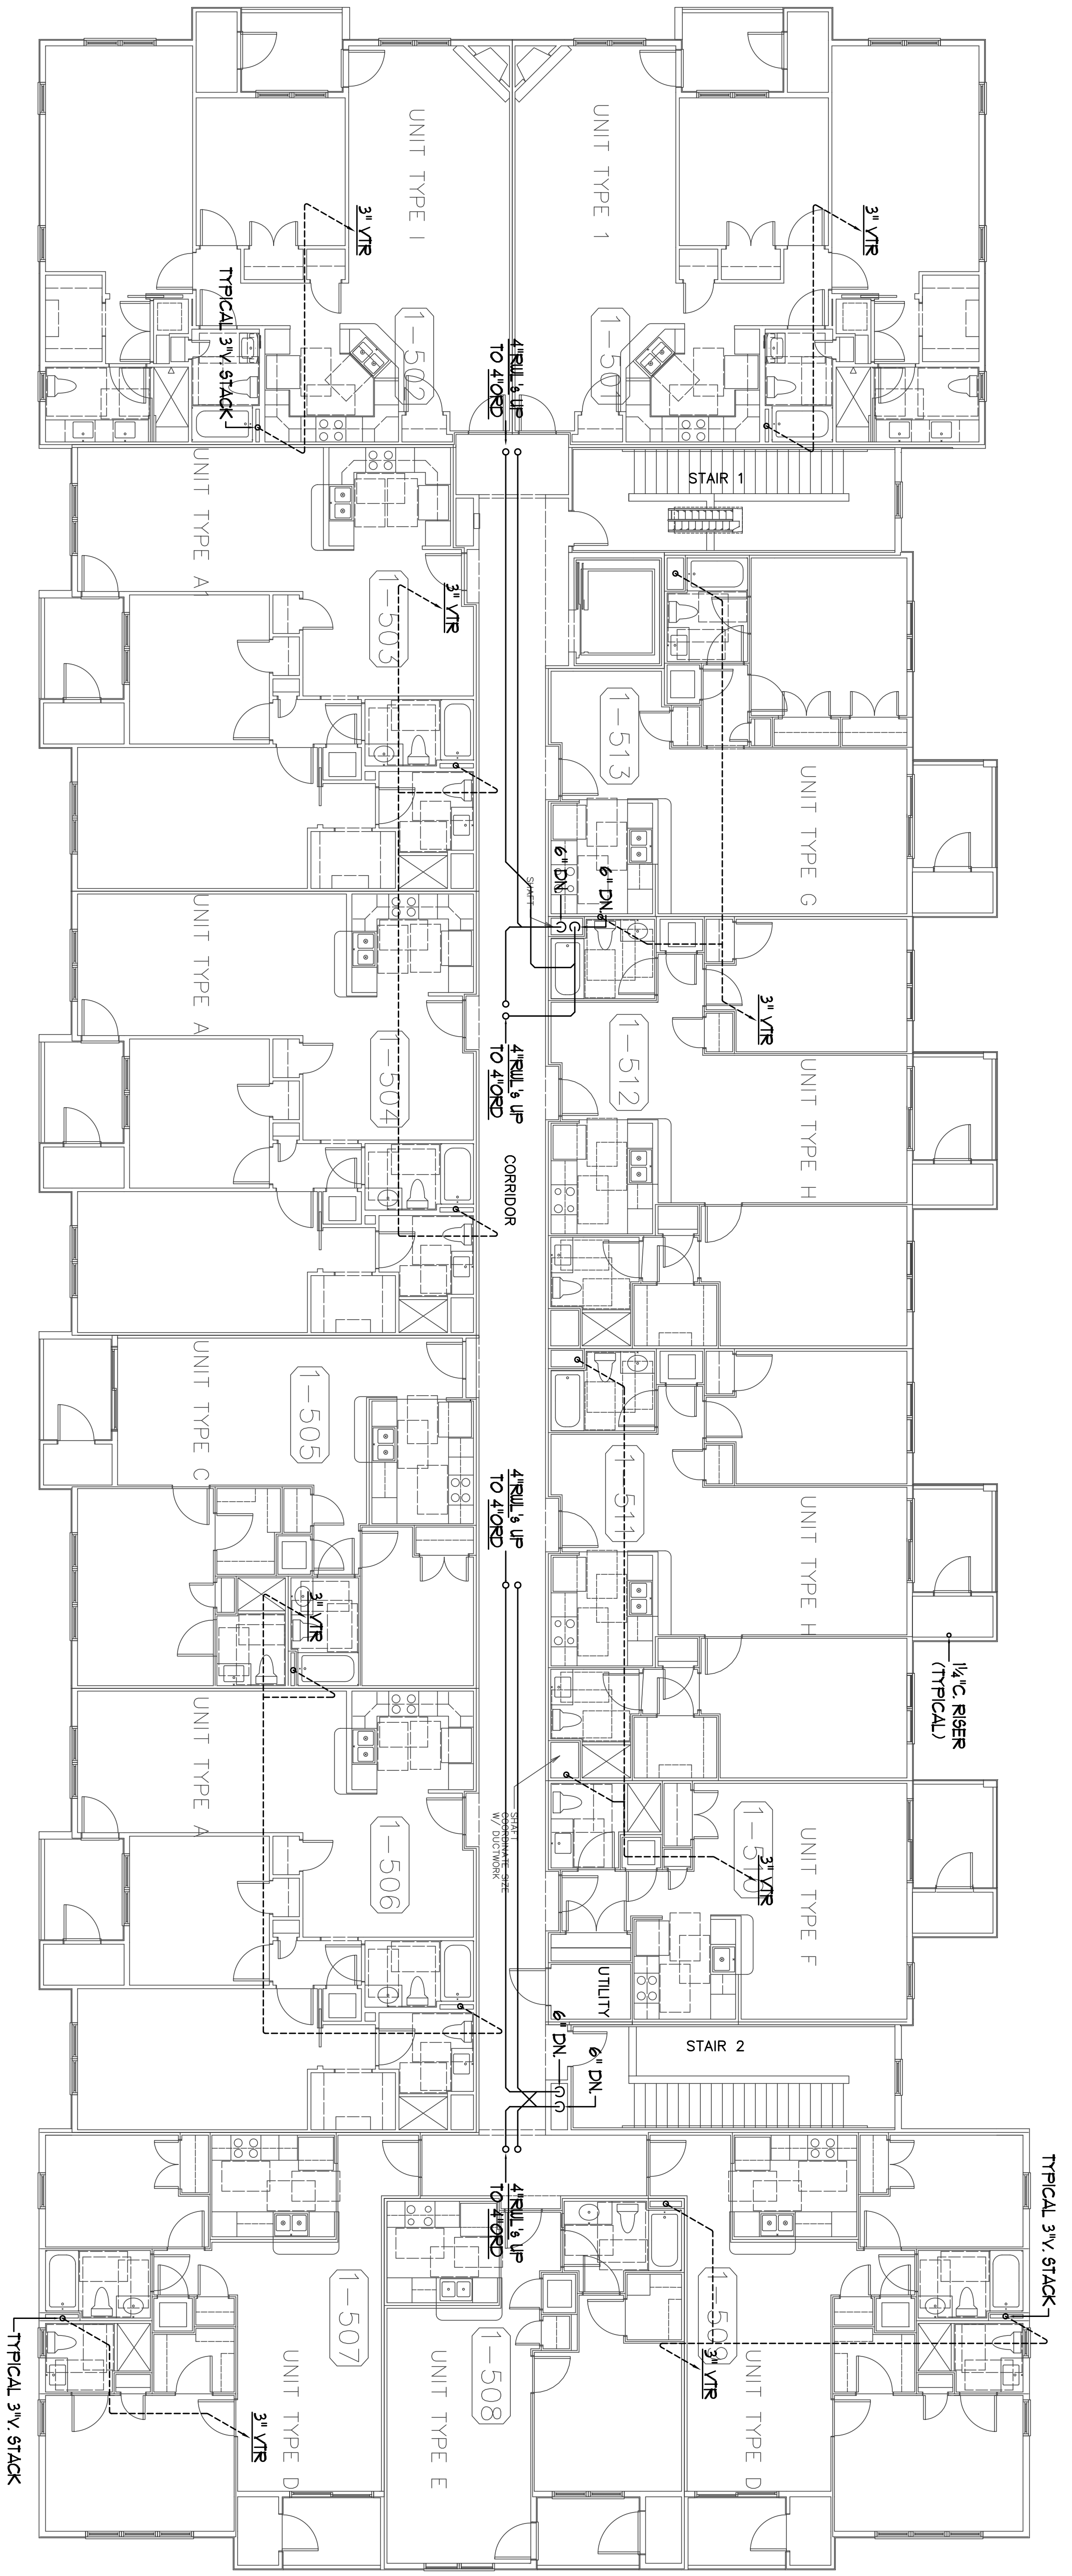 UNIT TYPE I
UNIT TYPE 1
3" VTR
3" VTR
TYPICAL 3"V. STACK
1-502
1-501
4"RWL's UP
TO 4"ORD
STAIR 1
UNIT TYPE A1
1-503
3" VTR
1-513
UNIT TYPE G
6" DN.
6" DN.
SHAFT
UNIT TYPE A
1-504
4"RWL's UP
TO 4"ORD
3" VTR
1-512
UNIT TYPE H
CORRIDOR
UNIT TYPE C
1-505
4"RWL's UP
TO 4"ORD
1-511
UNIT TYPE H
3" VTR
1¼"C. RISER
(TYPICAL)
UNIT TYPE A
1-506
SHAFT
COORDINATE SIZE
W/ DUCTWORK
1-510
3" VTR
UNIT TYPE F
UTILITY
6" DN.
6" DN.
STAIR 2
4"RWL's UP
TO 4"ORD
TYPICAL 3"V. STACK
1-507
1-508
1-509
3" VTR
UNIT TYPE D
UNIT TYPE E
UNIT TYPE D
3" VTR
TYPICAL 3"V. STACK